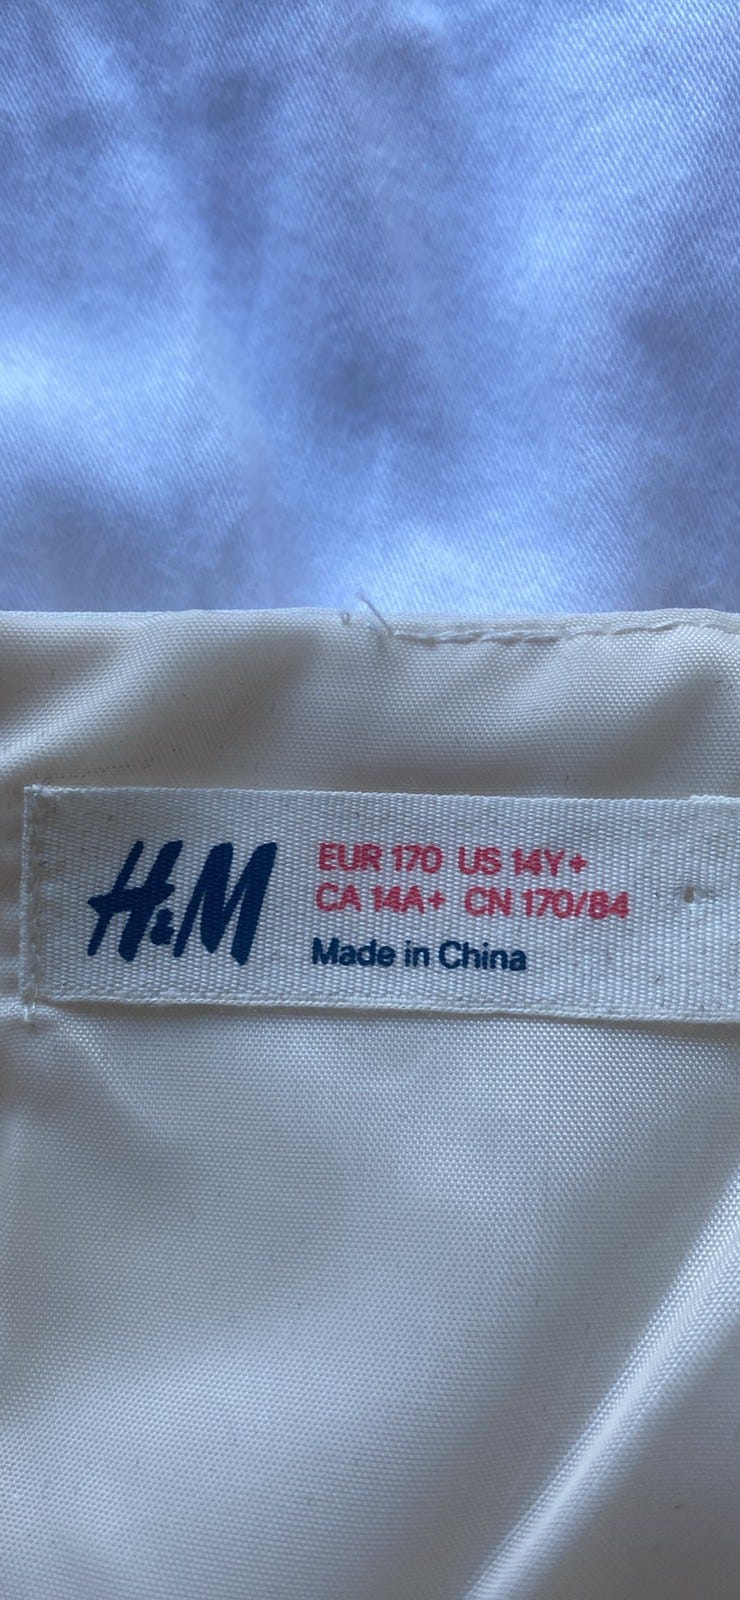 H&M
EUR 170 US 14Y+
CA 14A+ CN 170/84
Made in China